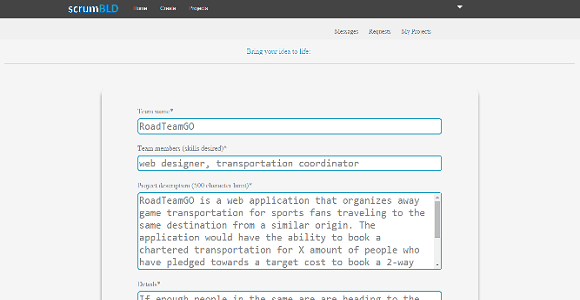 scrumBLD Home Create Projects
Messages Requests My Projects
Bring your idea to life:
Team name*
RoadTeamGO
Team members (skills desired)*
web designer, transportation coordinator
Project description (500 character limit)*
RoadTeamGO is a web application that organizes away
game transportation for sports fans traveling to the
same destination from a similar origin. The
application would have the ability to book a
chartered transportation for X amount of people who
have pledged towards a target cost to book a 2-way
Details*
If enough people in the same are are heading to the